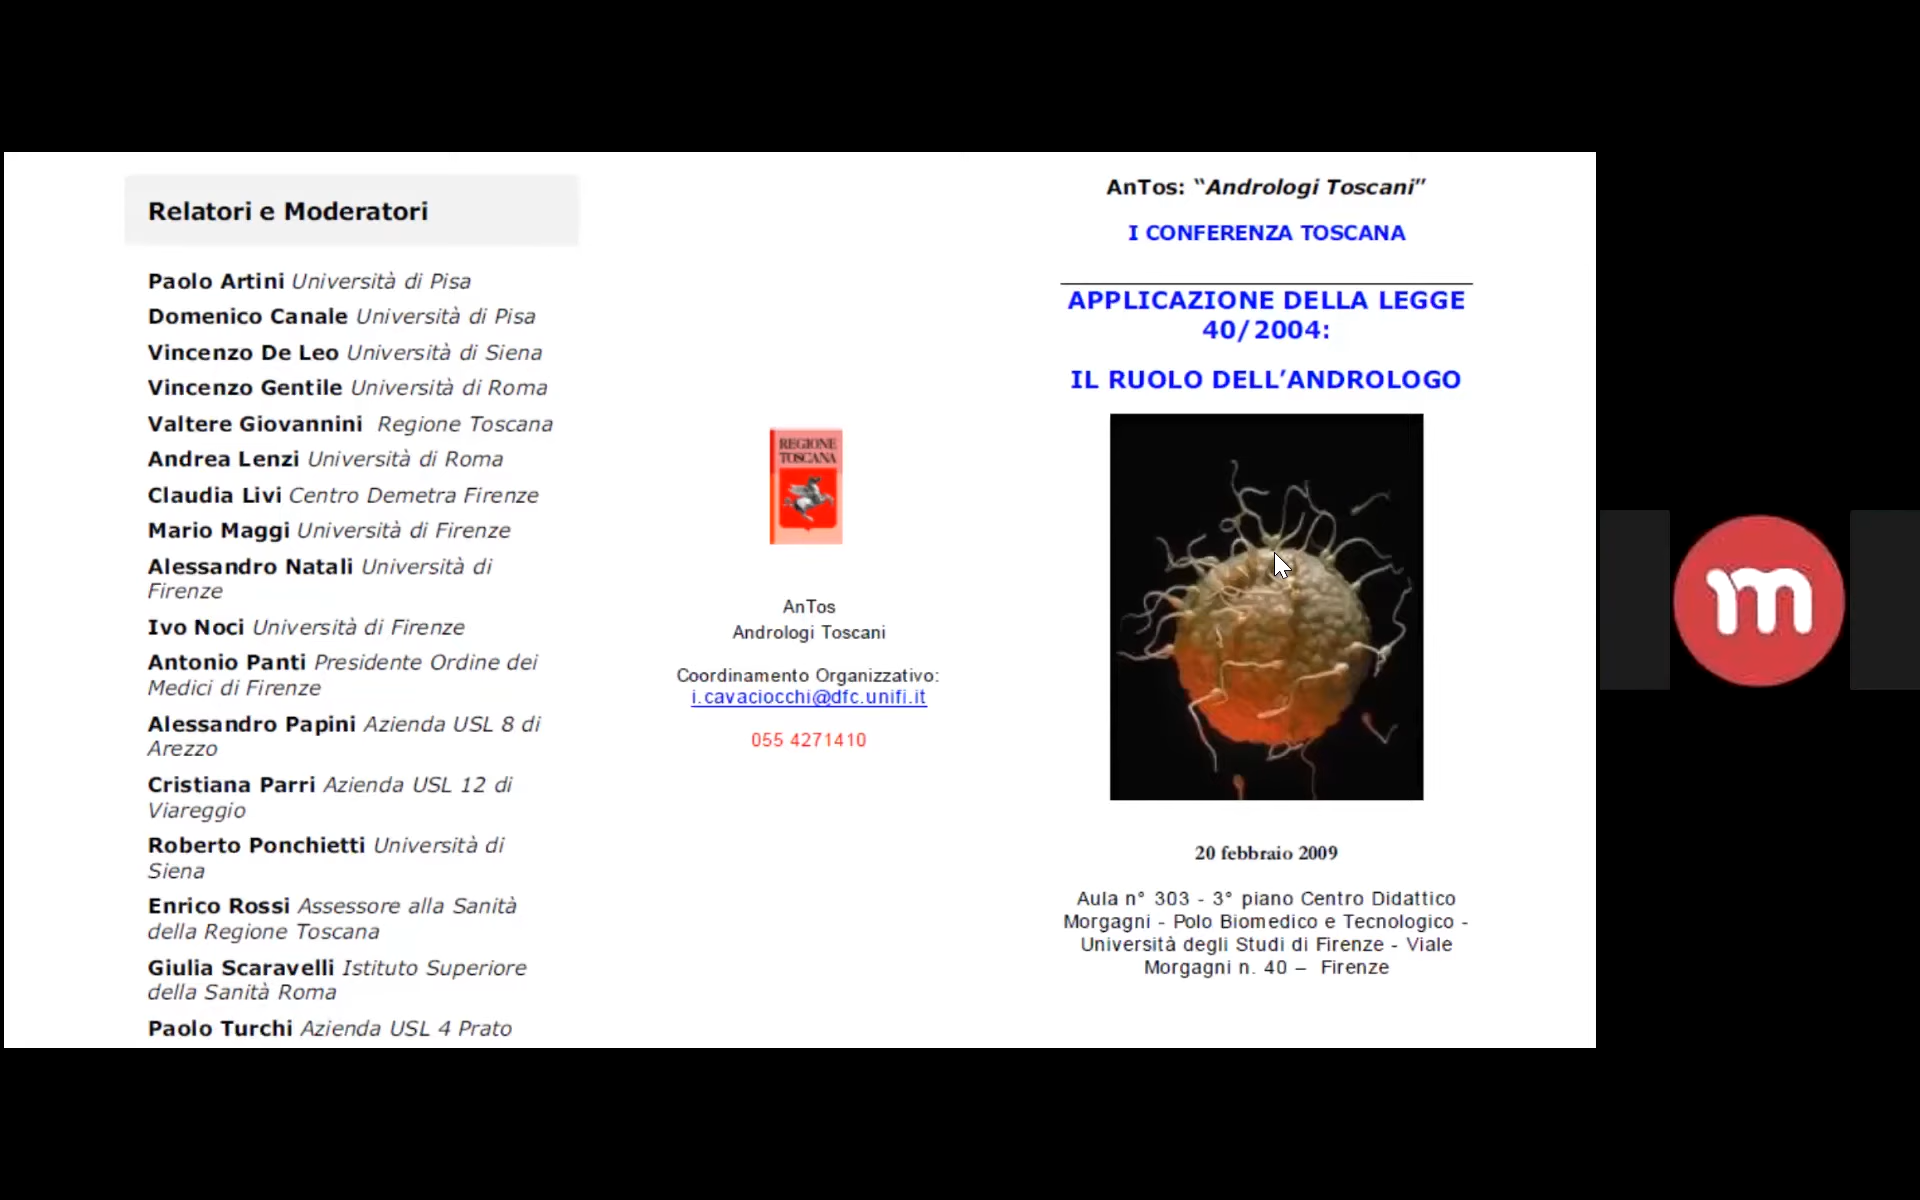 Relatori e Moderatori
Paolo Artini Università di Pisa
Domenico Canale Università di Pisa
Vincenzo De Leo Università di Siena
Vincenzo Gentile Università di Roma
Valtere Giovannini Regione Toscana
Andrea Lenzi Università di Roma
Claudia Livi Centro Demetra Firenze
Mario Maggi Università di Firenze
Alessandro Natali Università di
Firenze
Ivo Noci Università di Firenze
Antonio Panti Presidente Ordine dei
Medici di Firenze
Alessandro Papini Azienda USL 8 di
Arezzo
Cristiana Parri Azienda USL 12 di
Viareggio
Roberto Ponchietti Università di
Siena
Enrico Rossi Assessore alla Sanità
della Regione Toscana
Giulia Scaravelli Istituto Superiore
della Sanità Roma
Paolo Turchi Azienda USL 4 Prato
REGIONE
TOSCANA
AnTos
Andrologi Toscani
Coordinamento Organizzativo:
i.cavaciocchi@dfc.unifi.it
055 4271410
AnTos: “Andrologi Toscani”
I CONFERENZA TOSCANA
APPLICAZIONE DELLA LEGGE
40/2004:
IL RUOLO DELL’ANDROLOGO
20 febbraio 2009
Aula n° 303 - 3° piano Centro Didattico
Morgagni - Polo Biomedico e Tecnologico -
Università degli Studi di Firenze - Viale
Morgagni n. 40 – Firenze
m